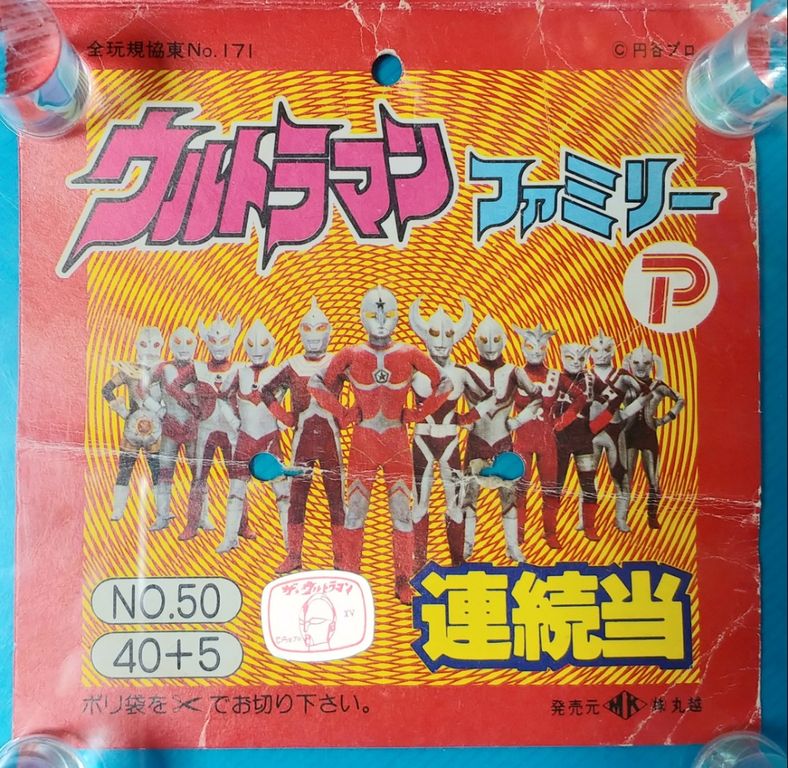 全玩規協東No.171
© 円谷プロ
ウルトラマン ファミリー
P
NO.50
40+5
ザ☆ウルトラマン
連続当
ポリ袋を✂でお切り下さい。
発売元 MK ㈱丸越